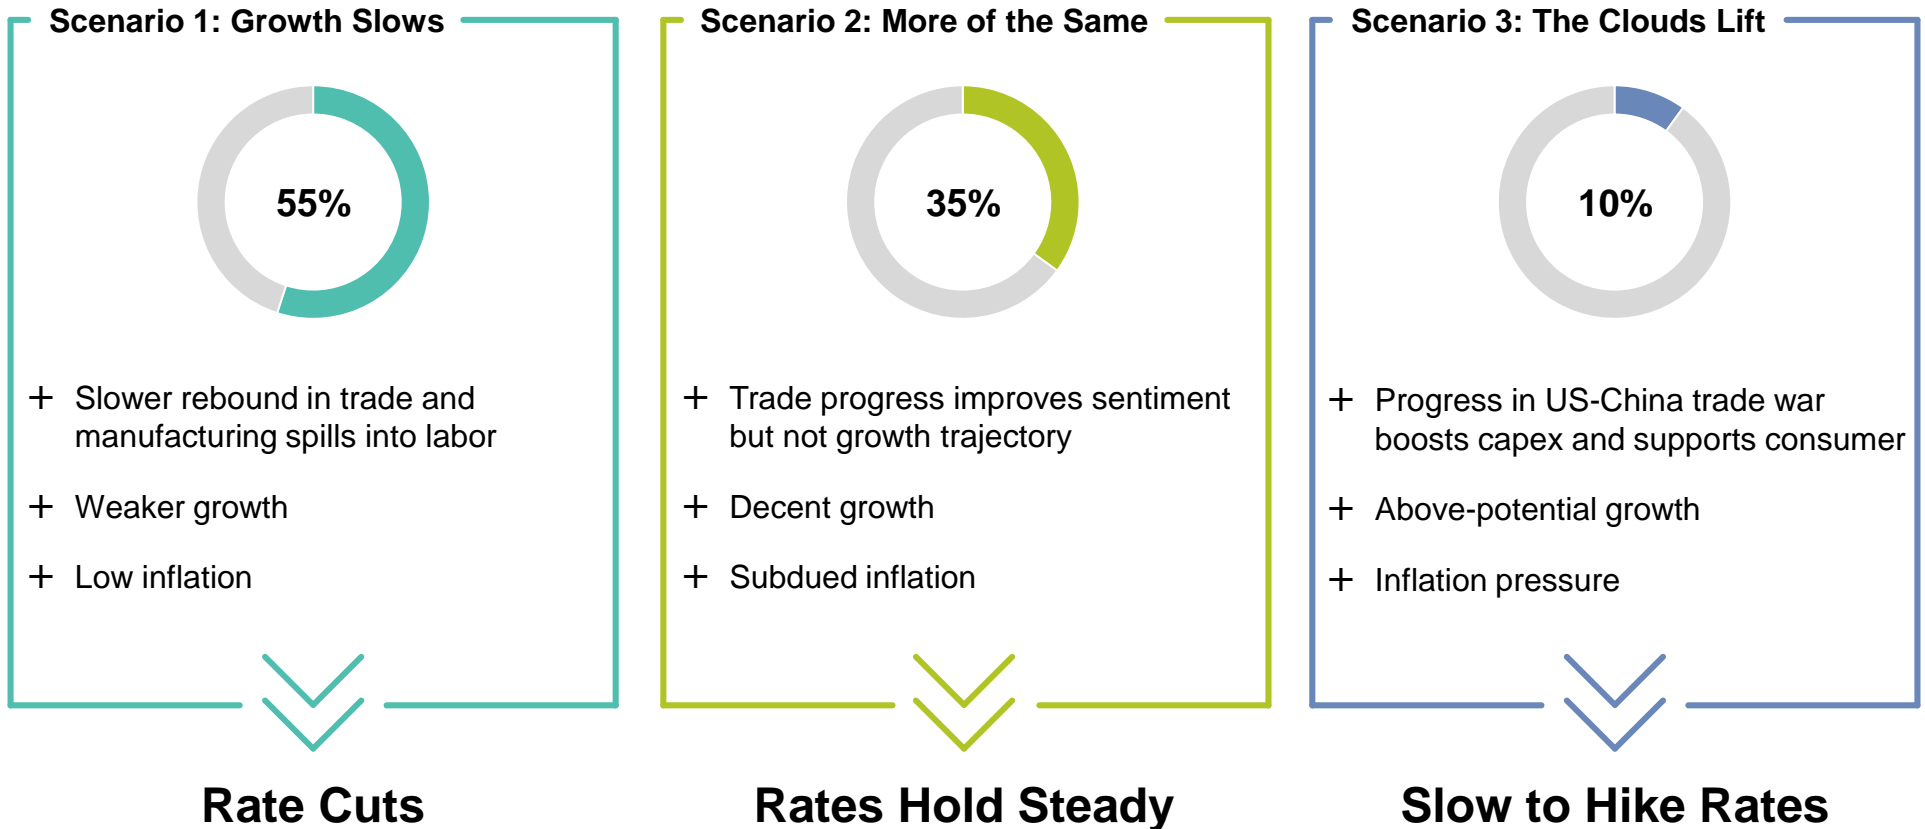 Scenario 1: Growth Slows
55%
+ Slower rebound in trade and
manufacturing spills into labor
+ Weaker growth
+ Low inflation
Rate Cuts
Scenario 2: More of the Same
35%
+ Trade progress improves sentiment
but not growth trajectory
+ Decent growth
+ Subdued inflation
Rates Hold Steady
Scenario 3: The Clouds Lift
10%
+ Progress in US-China trade war
boosts capex and supports consumer
+ Above-potential growth
+ Inflation pressure
Slow to Hike Rates